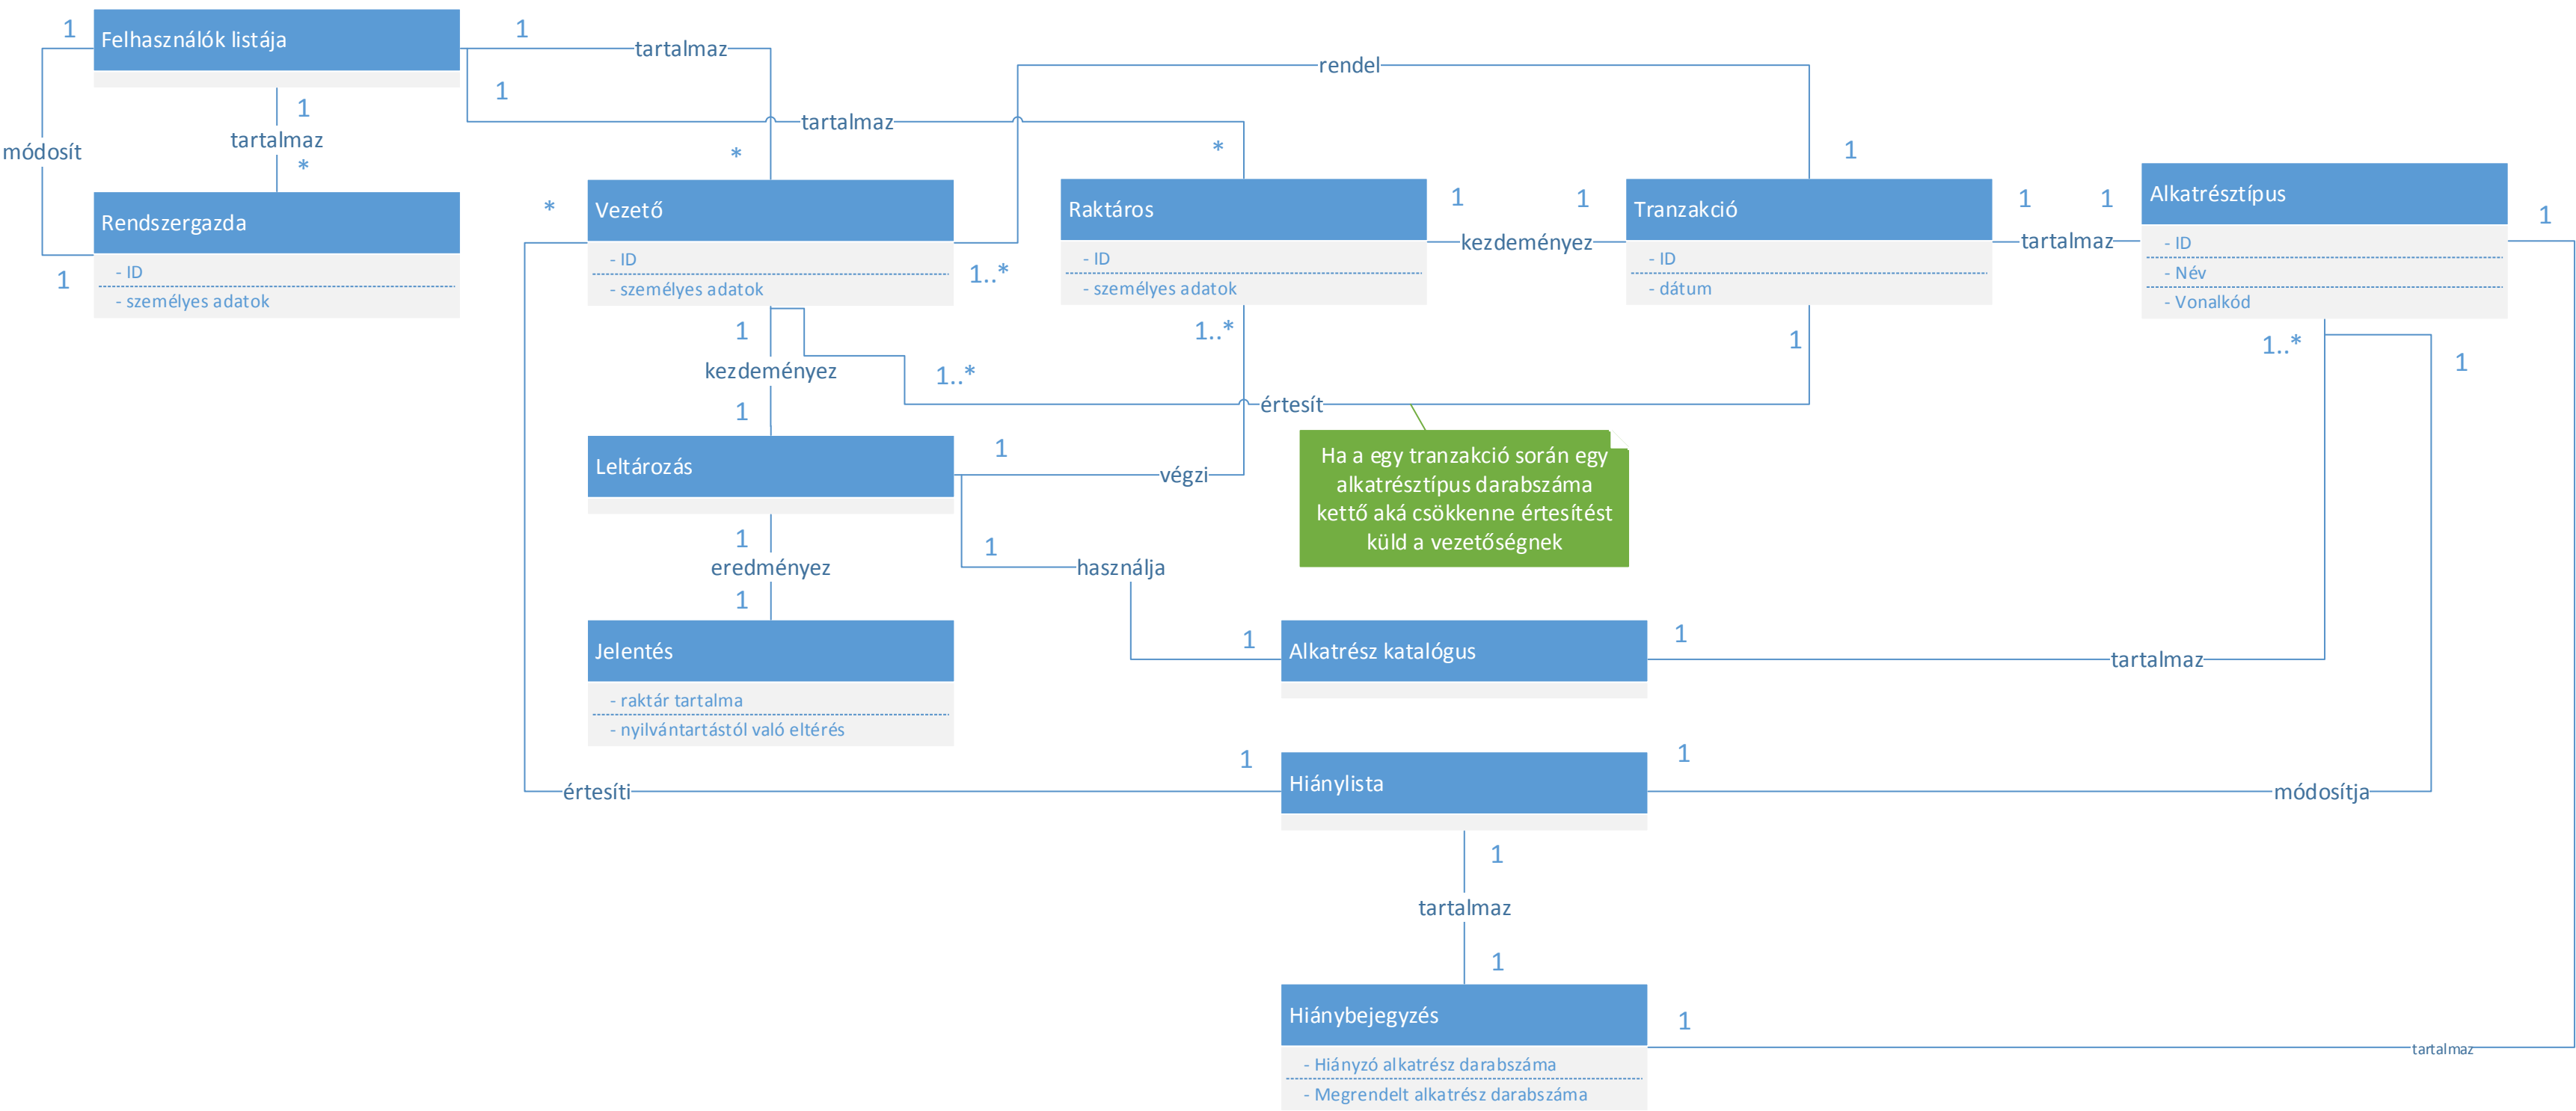 1
Felhasználók listája
1
tartalmaz
rendel
1
1
tartalmaz
tartalmaz
módosít
*
*
*
1
Rendszergazda
- ID
- személyes adatok
1
*
Vezető
- ID
- személyes adatok
1..*
Raktáros
- ID
- személyes adatok
1
kezdeményez
1
Tranzakció
- ID
- dátum
1
tartalmaz
1
Alkatrésztípus
- ID
- Név
- Vonalkód
1
1
kezdeményez
1
1..*
1..*
értesít
1
1..*
1
Ha a egy tranzakció során egy
alkatrésztípus darabszáma
kettő aká csökkenne értesítést
küld a vezetőségnek
Leltározás
1
végzi
1
eredményez
1
1
használja
Jelentés
- raktár tartalma
- nyilvántartástól való eltérés
1
Alkatrész katalógus
1
tartalmaz
értesíti
1
Hiánylista
1
módosítja
1
tartalmaz
1
Hiánybejegyzés
- Hiányzó alkatrész darabszáma
- Megrendelt alkatrész darabszáma
1
tartalmaz